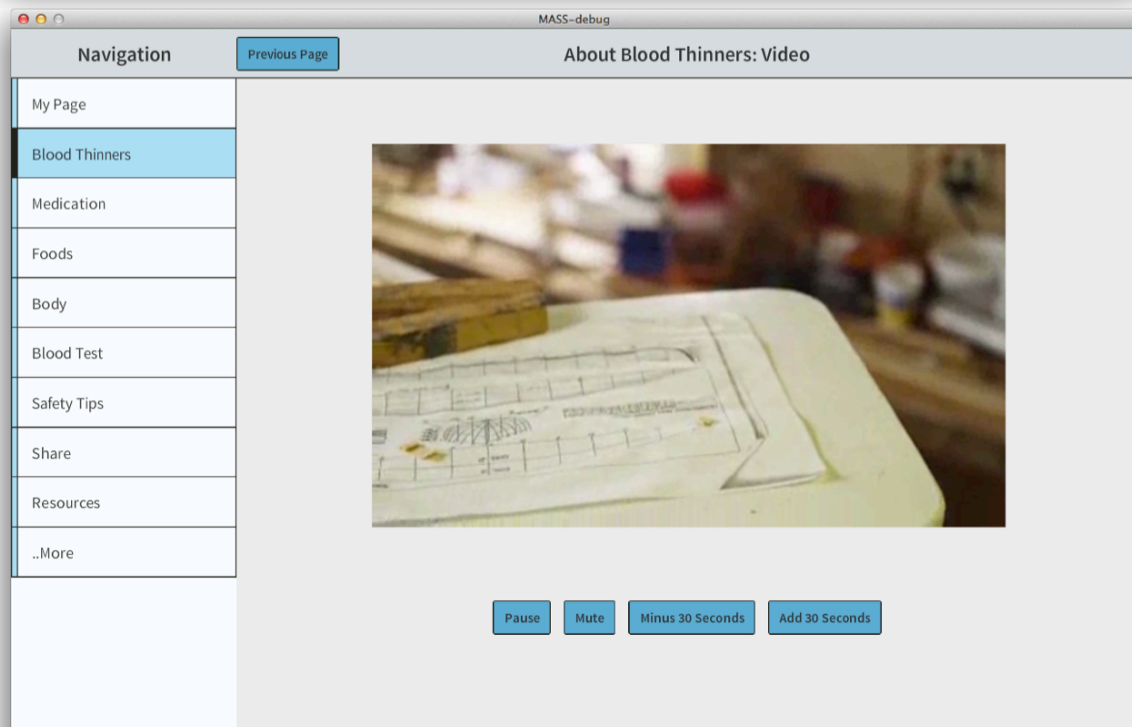 MASS-debug
Navigation
Previous Page
About Blood Thinners: Video
My Page
Blood Thinners
Medication
Foods
Body
Blood Test
Safety Tips
Share
Resources
..More
Pause
Mute
Minus 30 Seconds
Add 30 Seconds